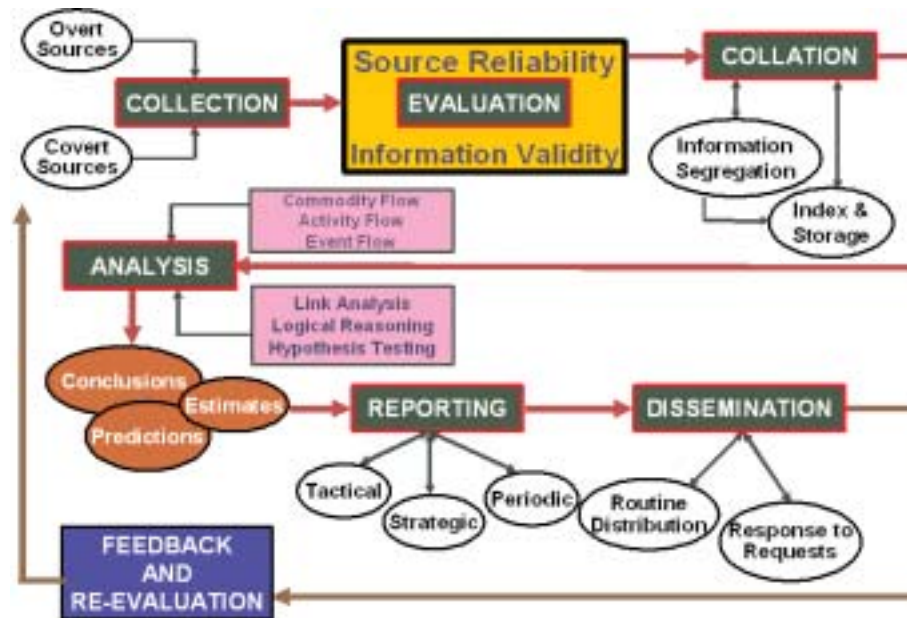 Overt
Sources
COLLECTION
Covert
Sources
Source Reliability
EVALUATION
Information Validity
COLLATION
Information
Segregation
Index &
Storage
Commodity Flow
Activity Flow
Event Flow
ANALYSIS
Link Analysis
Logical Reasoning
Hypothesis Testing
Conclusions
Estimates
Predictions
REPORTING
DISSEMINATION
Tactical
Strategic
Periodic
Routine
Distribution
Response to
Requests
FEEDBACK
AND
RE-EVALUATION